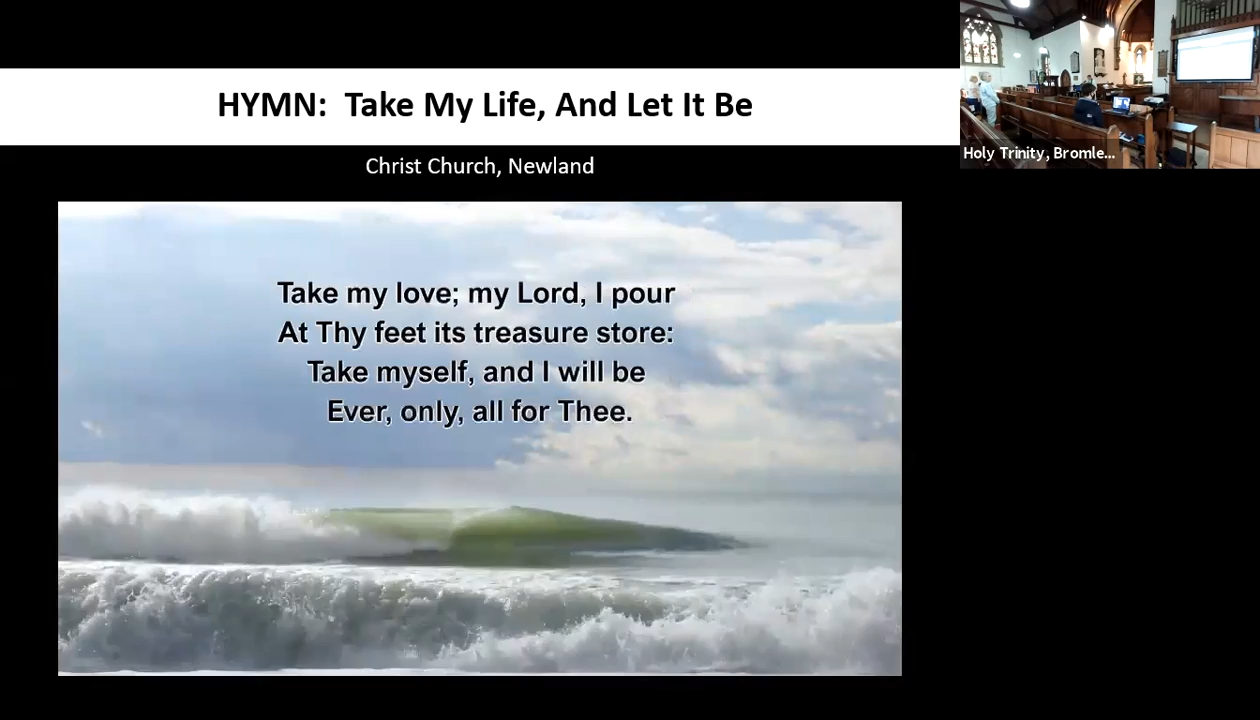 HYMN: Take My Life, And Let It Be
Christ Church, Newland
Take my love; my Lord, I pour
At Thy feet its treasure store:
Take myself, and I will be
Ever, only, all for Thee.
Holy Trinity, Bromle...